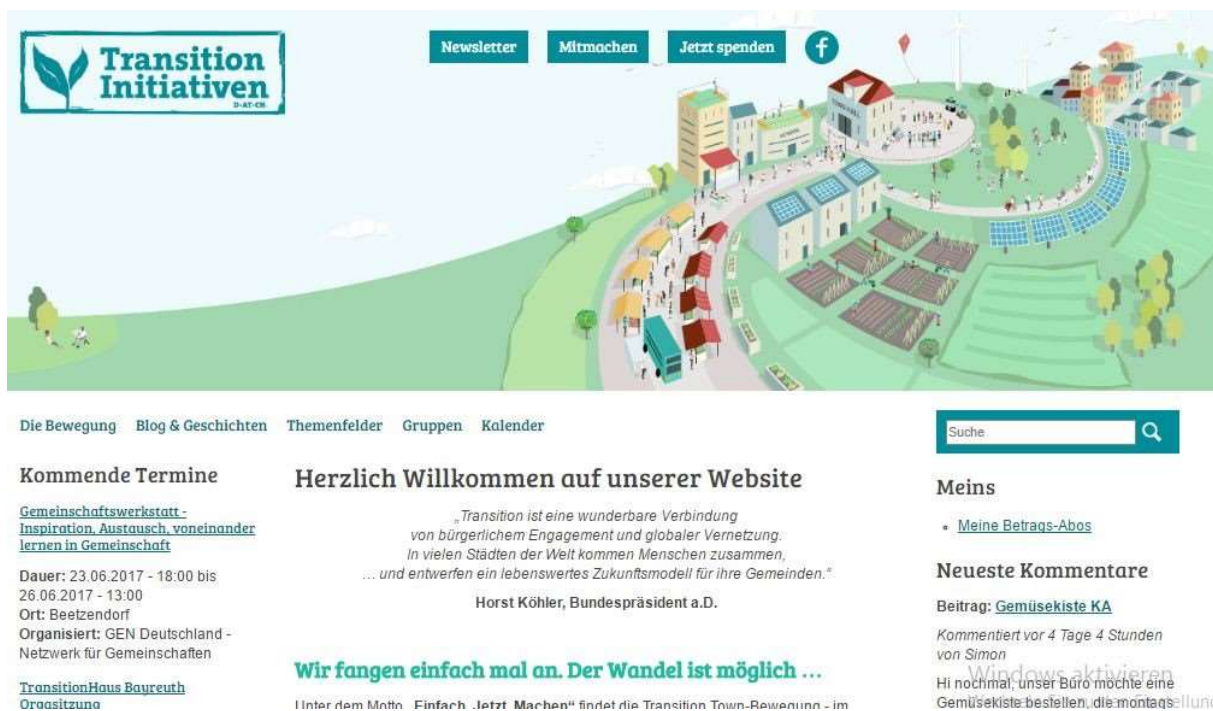 Transition
Initiativen
D-AT-CH
Newsletter
Mitmachen
Jetzt spenden
f
TOWN HALL
Die Bewegung
Blog & Geschichten
Themenfelder
Gruppen
Kalender
Kommende Termine
Gemeinschaftswerkstatt -
Inspiration, Austausch, voneinander
lernen in Gemeinschaft
Dauer: 23.06.2017 - 18:00 bis
26.06.2017 - 13:00
Ort: Beetzendorf
Organisiert: GEN Deutschland -
Netzwerk für Gemeinschaften
TransitionHaus Bayreuth
Orgasitzung
Herzlich Willkommen auf unserer Website
„Transition ist eine wunderbare Verbindung
von bürgerlichem Engagement und globaler Vernetzung.
In vielen Städten der Welt kommen Menschen zusammen,
… und entwerfen ein lebenswertes Zukunftsmodell für ihre Gemeinden.“
Horst Köhler, Bundespräsident a.D.
Wir fangen einfach mal an. Der Wandel ist möglich …
Unter dem Motto „Einfach. Jetzt. Machen“ findet die Transition Town-Bewegung - im
Suche
Meins
Meine Betrags-Abos
Neueste Kommentare
Beitrag: Gemüsekiste KA
Kommentiert vor 4 Tage 4 Stunden
von Simon
Windows aktivieren
Hi nochmal, unser Büro möchte eine
Gemüsekiste bestellen, die montags